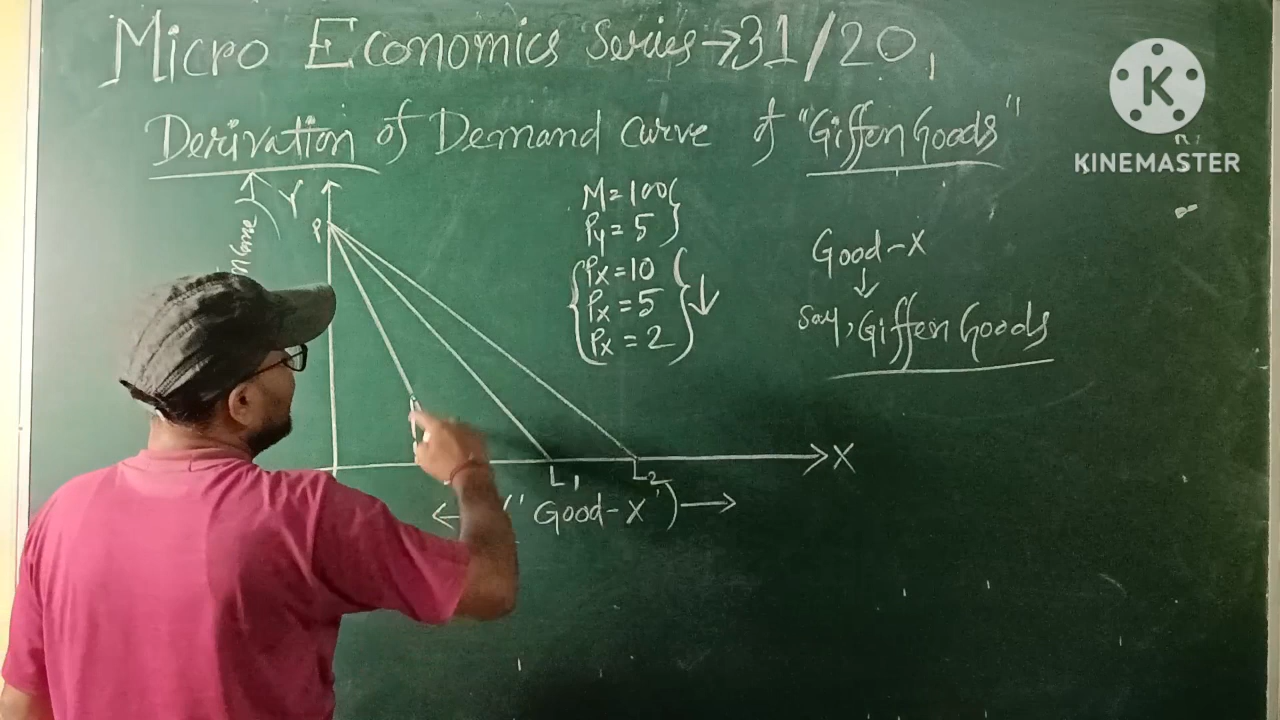 Micro Economics Series→31/20,
Derivation of Demand Curve of "Giffen Goods"
KINEMASTER
Y
P
M=100
Py=5
Px=10
Px=5
Px=2
Good-X
Say, Giffen Goods
X
L1 L2
('Good-X')